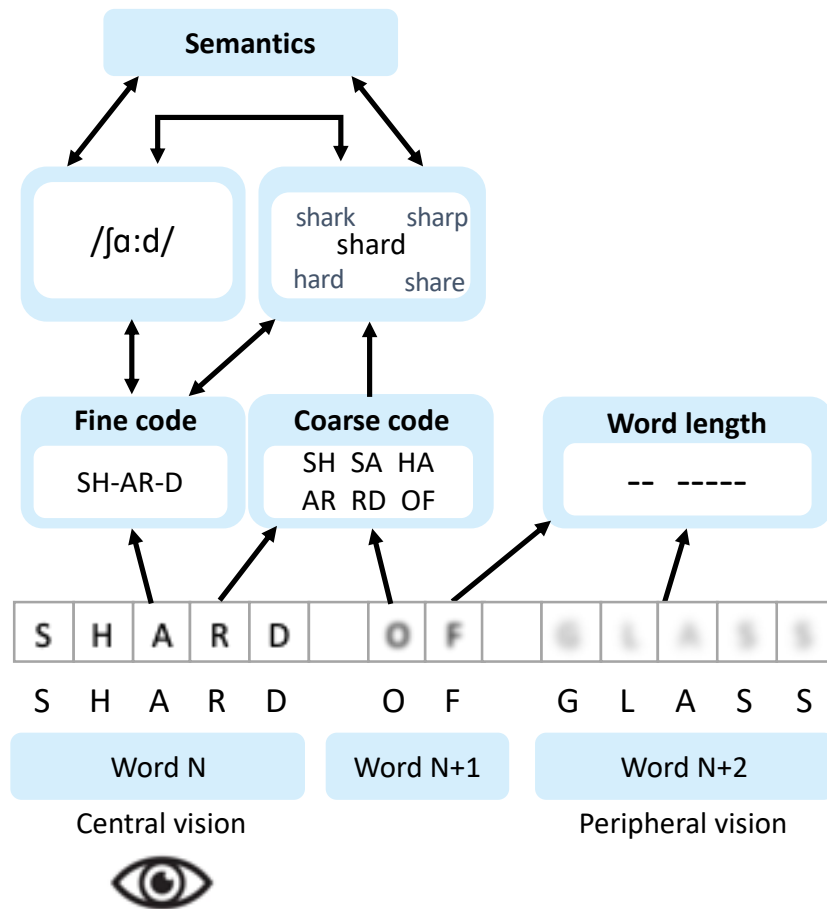 Semantics
/ʃɑ:d/
shark sharp
shard
hard share
Fine code
SH-AR-D
Coarse code
SH SA HA
AR RD OF
Word length
-- -----
S H A R D O F G L A S S
S H A R D O F G L A S S
Word N
Word N+1
Word N+2
Central vision
Peripheral vision